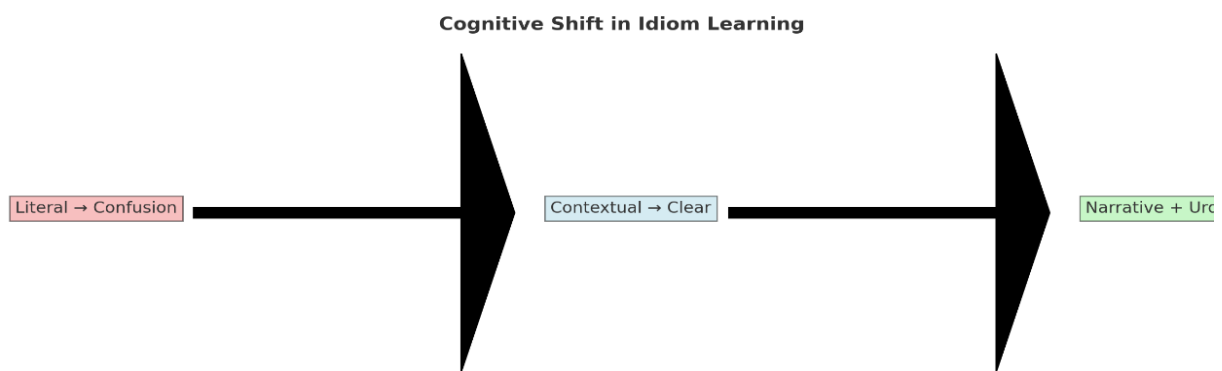 Cognitive Shift in Idiom Learning
Literal → Confusion
Contextual → Clear
Narrative +